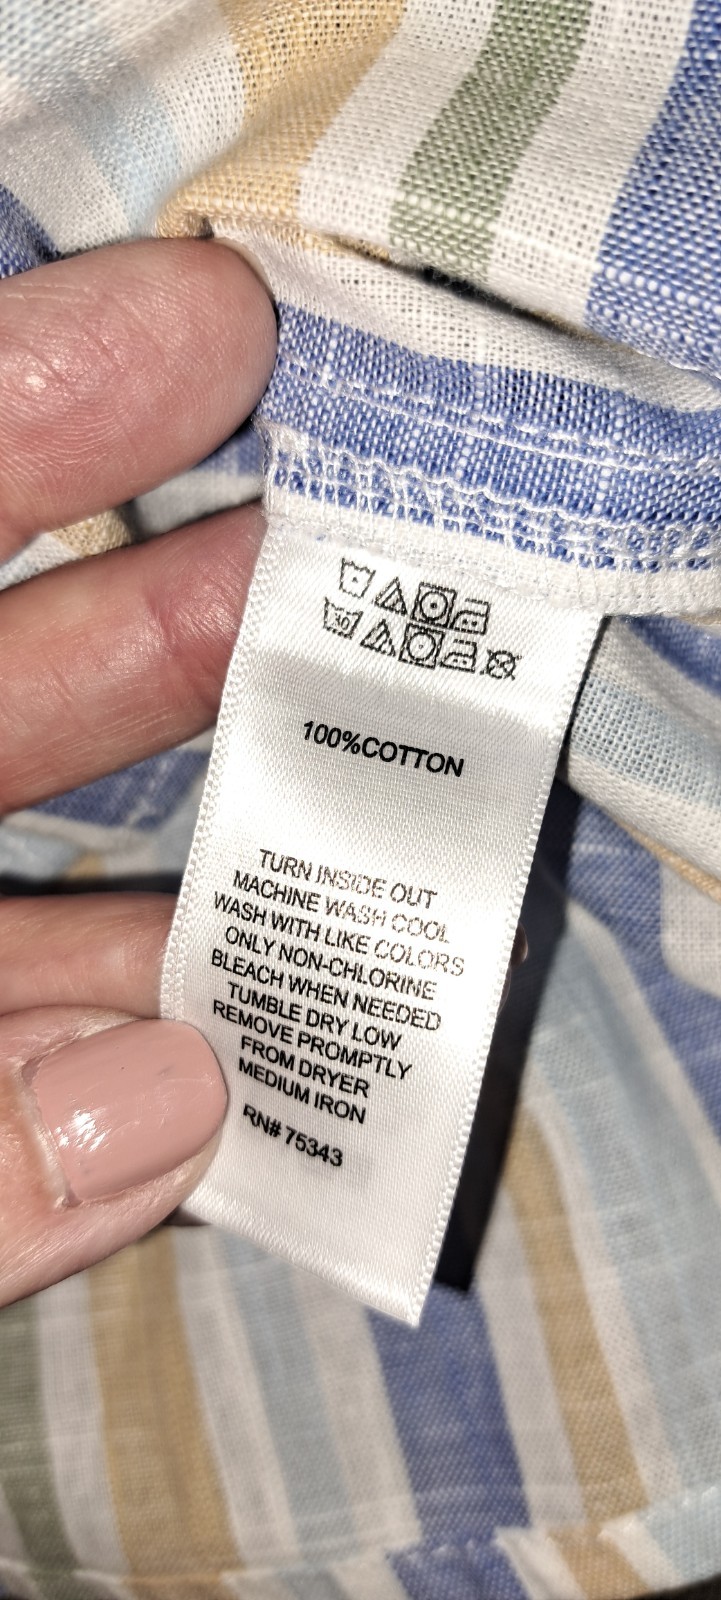 30
100%COTTON
TURN INSIDE OUT
MACHINE WASH COOL
WASH WITH LIKE COLORS
ONLY NON-CHLORINE
BLEACH WHEN NEEDED
TUMBLE DRY LOW
REMOVE PROMPTLY
FROM DRYER
MEDIUM IRON
RN# 75343